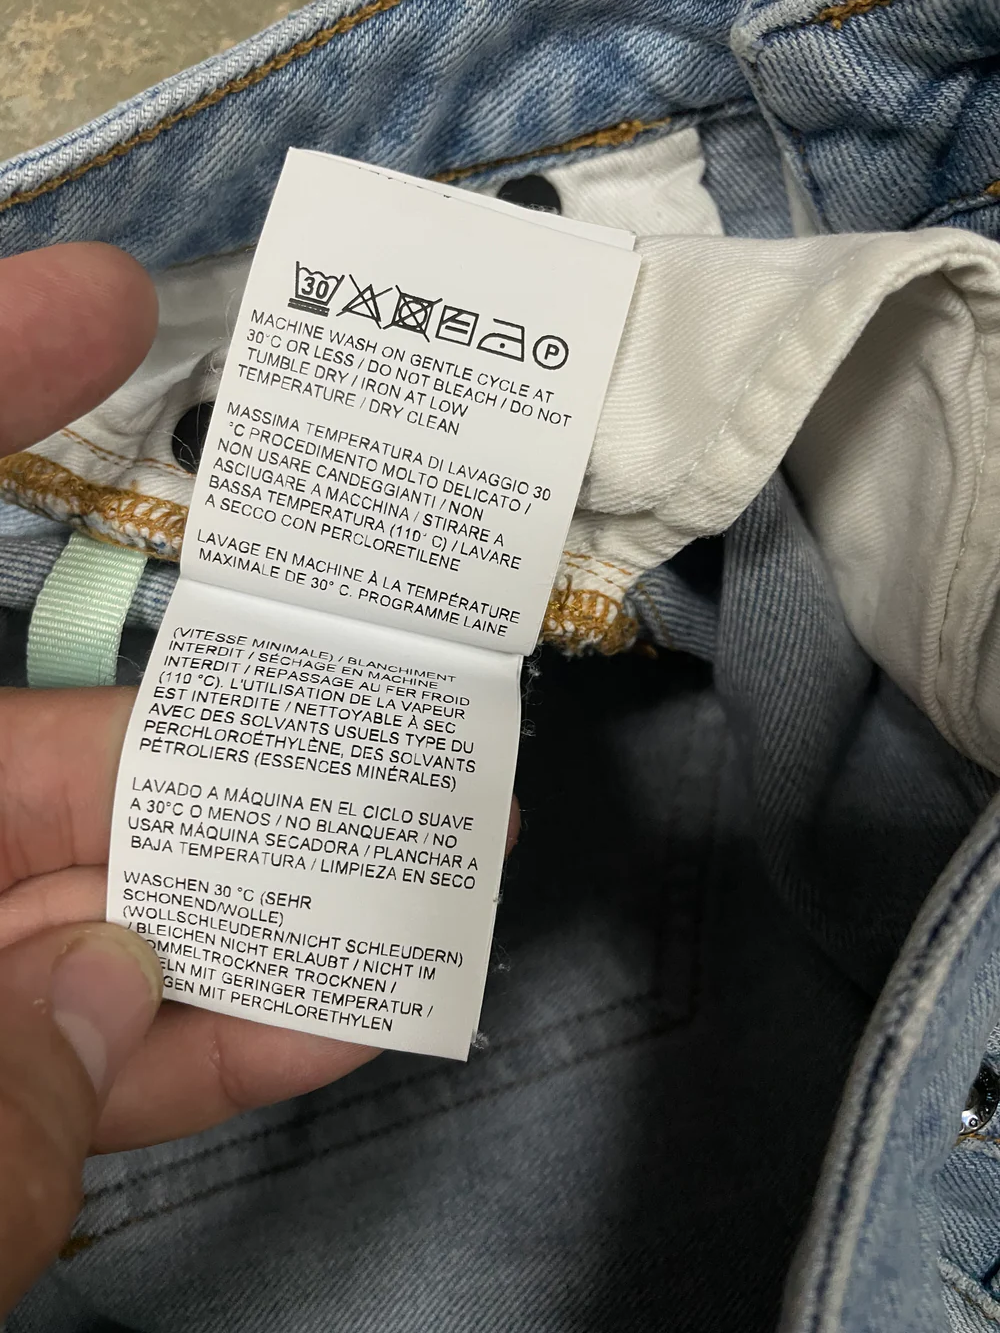 30 P
MACHINE WASH ON GENTLE CYCLE AT
30°C OR LESS / DO NOT BLEACH / DO NOT
TUMBLE DRY / IRON AT LOW
TEMPERATURE / DRY CLEAN
MASSIMA TEMPERATURA DI LAVAGGIO 30
°C PROCEDIMENTO MOLTO DELICATO /
NON USARE CANDEGGIANTI / NON
ASCIUGARE A MACCHINA / STIRARE A
BASSA TEMPERATURA (110° C) / LAVARE
A SECCO CON PERCLORETILENE
LAVAGE EN MACHINE À LA TEMPÉRATURE
MAXIMALE DE 30° C. PROGRAMME LAINE
(VITESSE MINIMALE) / BLANCHIMENT
INTERDIT / SÉCHAGE EN MACHINE
INTERDIT / REPASSAGE AU FER FROID
(110 °C). L'UTILISATION DE LA VAPEUR
EST INTERDITE / NETTOYABLE À SEC
AVEC DES SOLVANTS USUELS TYPE DU
PERCHLOROÉTHYLÈNE, DES SOLVANTS
PÉTROLIERS (ESSENCES MINÉRALES)
LAVADO A MÁQUINA EN EL CICLO SUAVE
A 30°C O MENOS / NO BLANQUEAR / NO
USAR MÁQUINA SECADORA / PLANCHAR A
BAJA TEMPERATURA / LIMPIEZA EN SECO
WASCHEN 30 °C (SEHR
SCHONEND/WOLLE)
(WOLLSCHLEUDERN/NICHT SCHLEUDERN)
/ BLEICHEN NICHT ERLAUBT / NICHT IM
OMMELTROCKNER TROCKNEN /
ELN MIT GERINGER TEMPERATUR /
GEN MIT PERCHLORETHYLEN